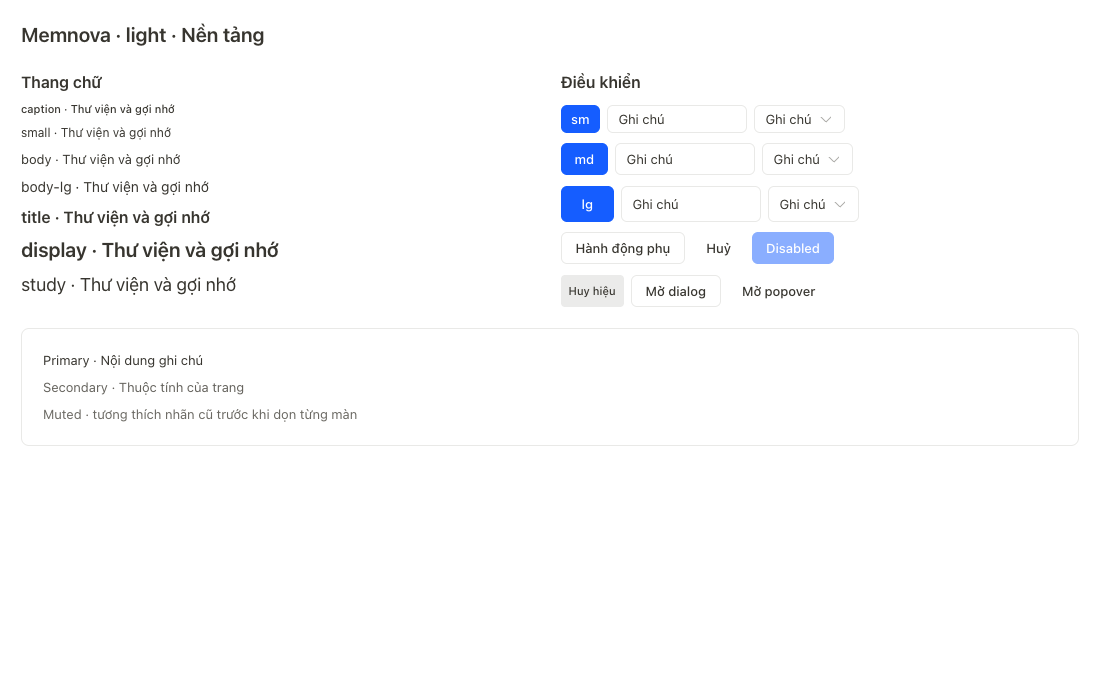 Memnova · light · Nền tảng
Thang chữ
caption · Thư viện và gợi nhớ
small · Thư viện và gợi nhớ
body · Thư viện và gợi nhớ
body-lg · Thư viện và gợi nhớ
title · Thư viện và gợi nhớ
display · Thư viện và gợi nhớ
study · Thư viện và gợi nhớ
Điều khiển
sm Ghi chú Ghi chú
md Ghi chú Ghi chú
lg Ghi chú Ghi chú
Hành động phụ Huỷ Disabled
Huy hiệu Mở dialog Mở popover
Primary · Nội dung ghi chú
Secondary · Thuộc tính của trang
Muted · tương thích nhãn cũ trước khi dọn từng màn